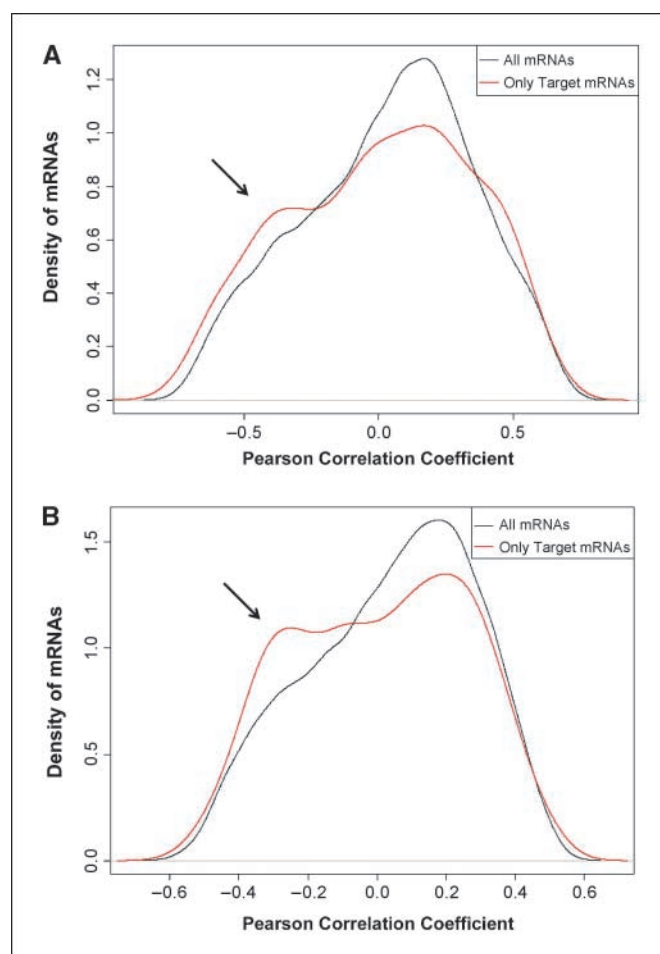 A
All mRNAs
Only Target mRNAs
Density of mRNAs
0.0 0.2 0.4 0.6 0.8 1.0 1.2
−0.5 0.0 0.5
Pearson Correlation Coefficient
B
All mRNAs
Only Target mRNAs
Density of mRNAs
0.0 0.5 1.0 1.5
−0.6 −0.4 −0.2 0.0 0.2 0.4 0.6
Pearson Correlation Coefficient